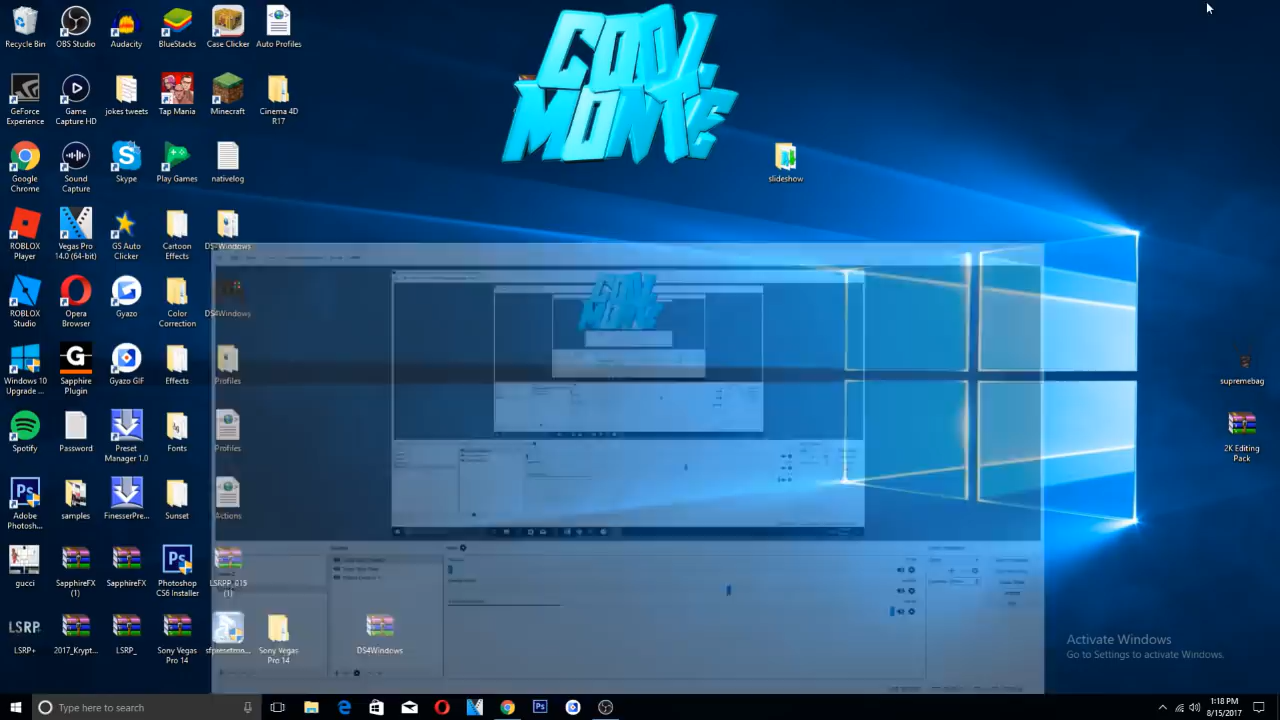 COOL
MONTE
Recycle Bin
OBS Studio
Audacity
BlueStacks
Case Clicker
Auto Profiles
GeForce
Experience
Game
Capture HD
jokes tweets
Tap Mania
Minecraft
Cinema 4D
R17
Google
Chrome
Sound
Capture
Skype
Play Games
nativelog
slideshow
ROBLOX
Player
Vegas Pro
14.0 (64-bit)
GS Auto
Clicker
Cartoon
Effects
DS4Windows
ROBLOX
Studio
Opera
Browser
Gyazo
Color
Correction
DS4Windows
Windows 10
Upgrade ...
Sapphire
Plugin
Gyazo GIF
Effects
Profiles
supremebag
Spotify
Password
Preset
Manager 1.0
Fonts
Profiles
2K Editing
Pack
Adobe
Photosh...
samples
FinesserPre...
Sunset
Actions
gucci
SapphireFX
(1)
SapphireFX
Photoshop
CS6 Installer
LSRPP_019
(1)
LSRP
LSRP+
2017_Krypt...
LSRP_
Sony Vegas
Pro 14
Sony Vegas
Pro 14
DS4Windows
Activate Windows
Go to Settings to activate Windows.
Type here to search
1:18 PM
8/15/2017